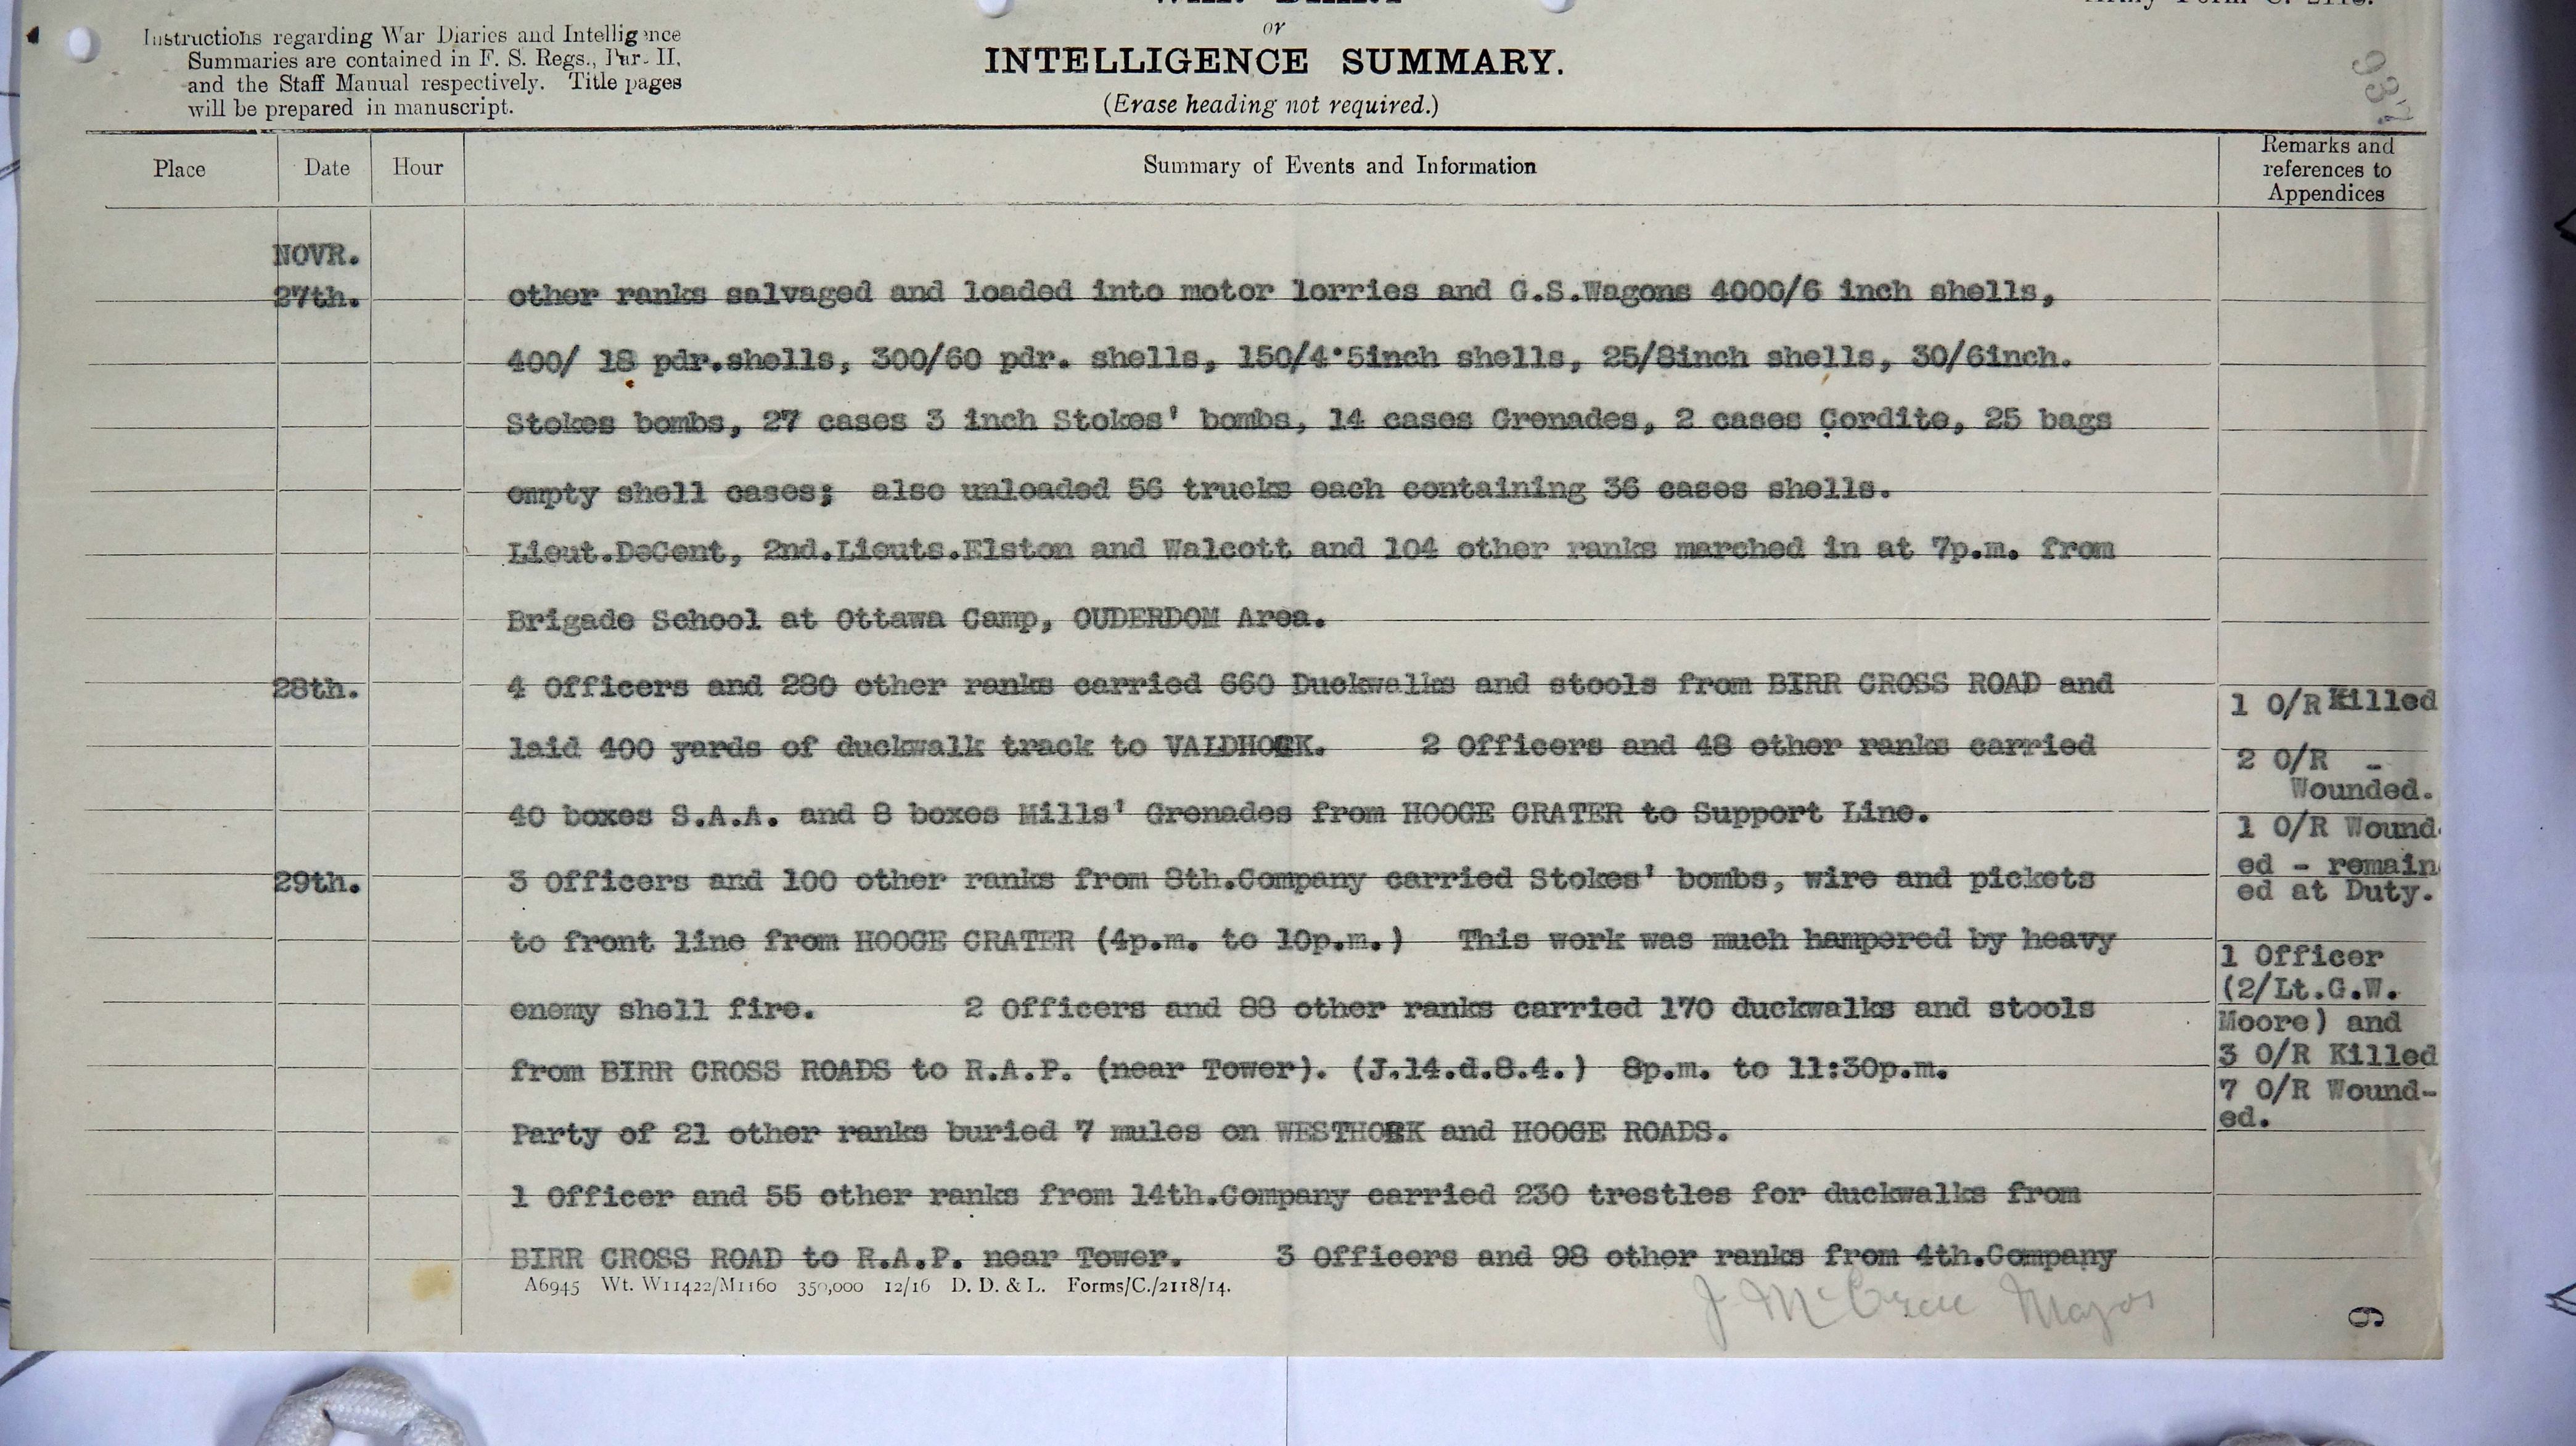 Instructions regarding War Diaries and Intelligence
Summaries are contained in F. S. Regs., Part II,
and the Staff Manual respectively. Title pages
will be prepared in manuscript.
or
INTELLIGENCE SUMMARY.
(Erase heading not required.)
937
Place
Date
Hour
Summary of Events and Information
Remarks and
references to
Appendices
NOVR.
27th.
other ranks salvaged and loaded into motor lorries and G.S.Wagons 4000/6 inch shells,
400/ 18 pdr.shells, 300/60 pdr. shells, 150/4.5inch shells, 25/8inch shells, 30/6inch.
Stokes bombs, 27 cases 3 inch Stokes' bombs, 14 cases Grenades, 2 cases Cordite, 25 bags
empty shell cases; also unloaded 56 trucks each containing 36 cases shells.
Lieut.DeCent, 2nd.Lieuts.Elston and Walcott and 104 other ranks marched in at 7p.m. from
Brigade School at Ottawa Camp, OUDERDOM Area.
28th. 4 Officers and 280 other ranks carried 660 Duckwalks and stools from BIRR CROSS ROAD and
laid 400 yards of duckwalk track to VALDHOEK. 2 Officers and 48 other ranks carried
40 boxes S.A.A. and 8 boxes Mills' Grenades from HOOGE CRATER to Support Line.
29th. 3 Officers and 100 other ranks from 8th.Company carried Stokes' bombs, wire and pickets
to front line from HOOGE CRATER (4p.m. to 10p.m.) This work was much hampered by heavy
enemy shell fire. 2 Officers and 88 other ranks carried 170 duckwalks and stools
from BIRR CROSS ROADS to R.A.P. (near Tower). (J.14.d.8.4.) 8p.m. to 11:30p.m.
Party of 21 other ranks buried 7 mules on WESTHOEK and HOOGE ROADS.
1 Officer and 55 other ranks from 14th.Company carried 230 trestles for duckwalks from
BIRR CROSS ROAD to R.A.P. near Tower. 3 Officers and 98 other ranks from 4th.Company
1 O/R Killed
2 O/R -
Wounded.
1 O/R Wound
ed - remain
ed at Duty.
1 Officer
(2/Lt.G.W.
Moore) and
3 O/R Killed
7 O/R Wound-
ed.
A6945 Wt. W11422/M1160 350,000 12/16 D. D. & L. Forms/C./2118/14.
J McCrae Major
9